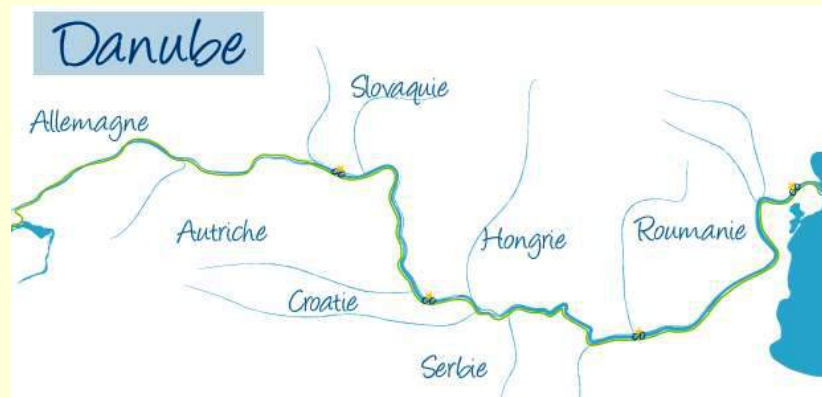 Danube
Slovaquie
Allemagne
Autriche
Hongrie
Roumanie
Croatie
Serbie